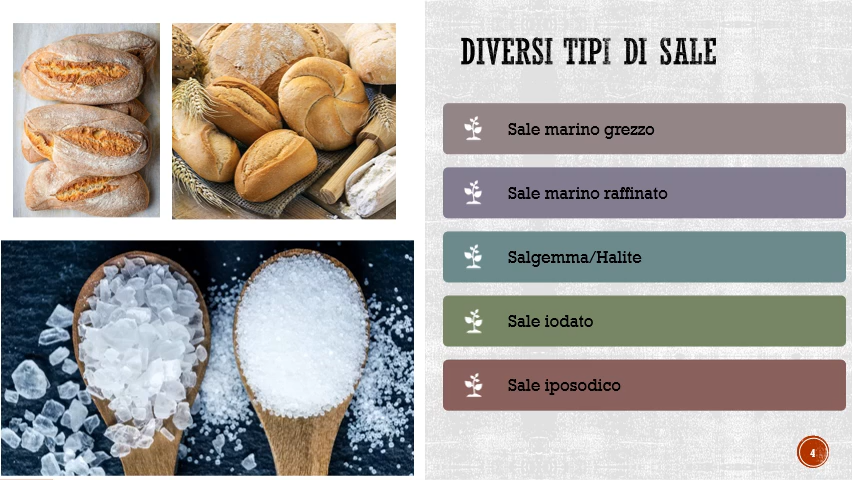 DIVERSI TIPI DI SALE
Sale marino grezzo
Sale marino raffinato
Salgemma/Halite
Sale iodato
Sale iposodico
4